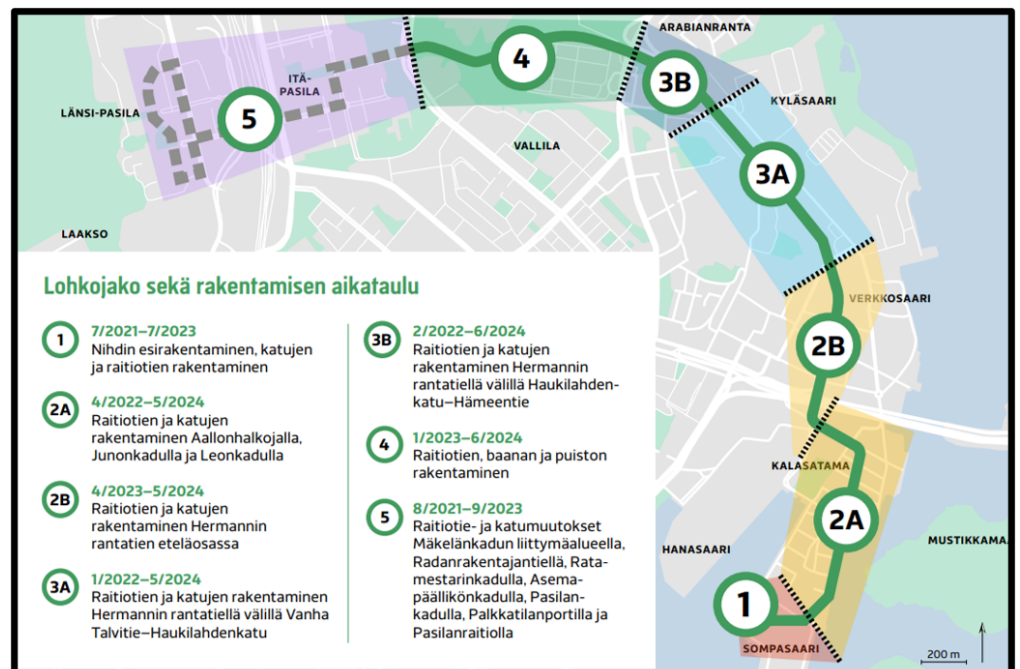 ARABIANRANTA
4
3B
ITÄ-
PASILA
KYLÄSAARI
LÄNSI-PASILA
5
VALLILA
3A
LAAKSO
VERKKOSAARI
2B
KALASATAMA
2A
HANASAARI
MUSTIKKAMA
1
SOMPASAARI
200 m
Lohkojako sekä rakentamisen aikataulu
1
7/2021–7/2023
Nihdin esirakentaminen, katujen
ja raitiotien rakentaminen
2A
4/2022–5/2024
Raitiotien ja katujen
rakentaminen Aallonhalkojalla,
Junonkadulla ja Leonkadulla
2B
4/2023–5/2024
Raitiotien ja katujen
rakentaminen Hermannin
rantatien eteläosassa
3A
1/2022–5/2024
Raitiotien ja katujen rakentaminen
Hermannin rantatiellä välillä Vanha
Talvitie–Haukilahdenkatu
3B
2/2022–6/2024
Raitiotien ja katujen
rakentaminen Hermannin
rantatiellä välillä Haukilahden-
katu–Hämeentie
4
1/2023–6/2024
Raitiotien, baanan ja puiston
rakentaminen
5
8/2021–9/2023
Raitiotie- ja katumuutokset
Mäkelänkadun liittymäalueella,
Radanrakentajantiellä, Rata-
mestarinkadulla, Asema-
päällikönkadulla, Pasilan-
kadulla, Palkkatilanportilla ja
Pasilanraitiolla